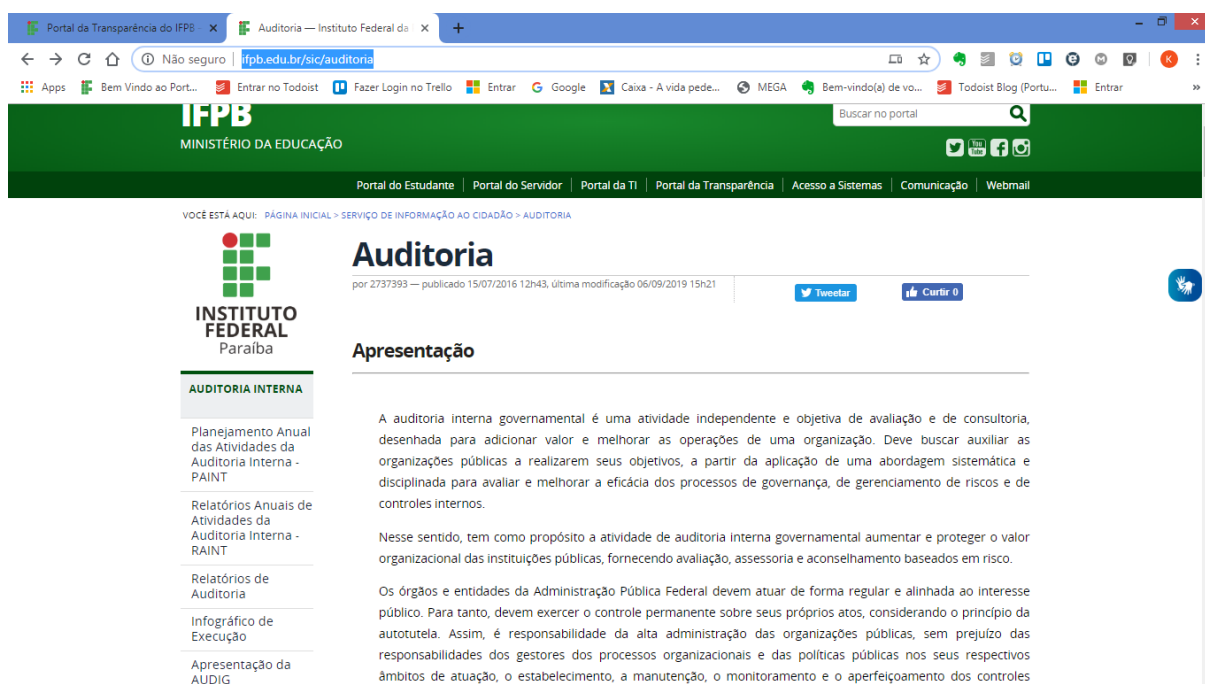 Portal da Transparência do IFPB -
Auditoria — Instituto Federal da
Não seguro
ifpb.edu.br/sic/auditoria
K
Apps
Bem Vindo ao Port...
Entrar no Todoist
Fazer Login no Trello
Entrar
Google
Caixa - A vida pede...
MEGA
Bem-vindo(a) de vo...
Todoist Blog (Portu...
Entrar
IFPB
Buscar no portal
MINISTÉRIO DA EDUCAÇÃO
You Tube
Portal do Estudante
Portal do Servidor
Portal da TI
Portal da Transparência
Acesso a Sistemas
Comunicação
Webmail
VOCÊ ESTÁ AQUI: PÁGINA INICIAL > SERVIÇO DE INFORMAÇÃO AO CIDADÃO > AUDITORIA
INSTITUTO
FEDERAL
Paraíba
Auditoria
por 2737393 — publicado 15/07/2016 12h43, última modificação 06/09/2019 15h21
Tweetar
Curtir 0
Apresentação
AUDITORIA INTERNA
Planejamento Anual
das Atividades da
Auditoria Interna -
PAINT
Relatórios Anuais de
Atividades da
Auditoria Interna -
RAINT
Relatórios de
Auditoria
Infográfico de
Execução
Apresentação da
AUDIG
A auditoria interna governamental é uma atividade independente e objetiva de avaliação e de consultoria,
desenhada para adicionar valor e melhorar as operações de uma organização. Deve buscar auxiliar as
organizações públicas a realizarem seus objetivos, a partir da aplicação de uma abordagem sistemática e
disciplinada para avaliar e melhorar a eficácia dos processos de governança, de gerenciamento de riscos e de
controles internos.
Nesse sentido, tem como propósito a atividade de auditoria interna governamental aumentar e proteger o valor
organizacional das instituições públicas, fornecendo avaliação, assessoria e aconselhamento baseados em risco.
Os órgãos e entidades da Administração Pública Federal devem atuar de forma regular e alinhada ao interesse
público. Para tanto, devem exercer o controle permanente sobre seus próprios atos, considerando o princípio da
autotutela. Assim, é responsabilidade da alta administração das organizações públicas, sem prejuízo das
responsabilidades dos gestores dos processos organizacionais e das políticas públicas nos seus respectivos
âmbitos de atuação, o estabelecimento, a manutenção, o monitoramento e o aperfeiçoamento dos controles